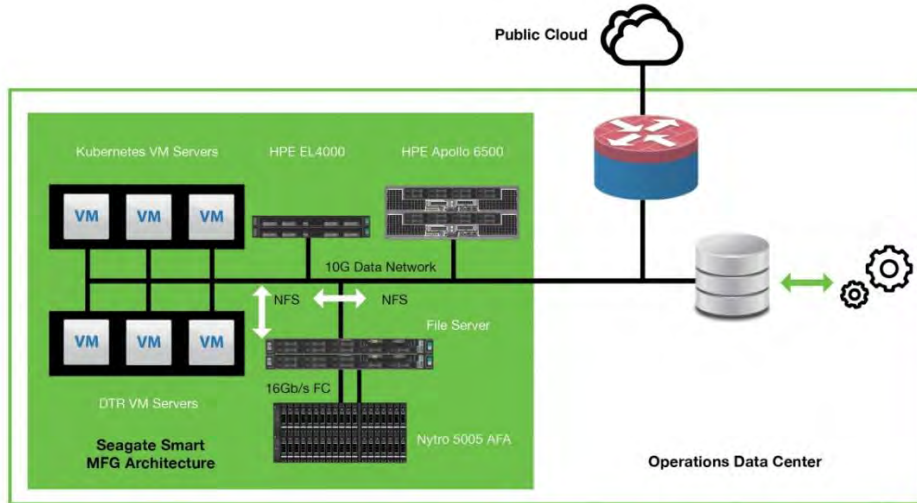 Public Cloud
Kubernetes VM Servers
HPE EL4000
HPE Apollo 6500
VM VM VM
10G Data Network
NFS
NFS
VM VM VM
File Server
16Gb/s FC
DTR VM Servers
Nytro 5005 AFA
Seagate Smart
MFG Architecture
Operations Data Center